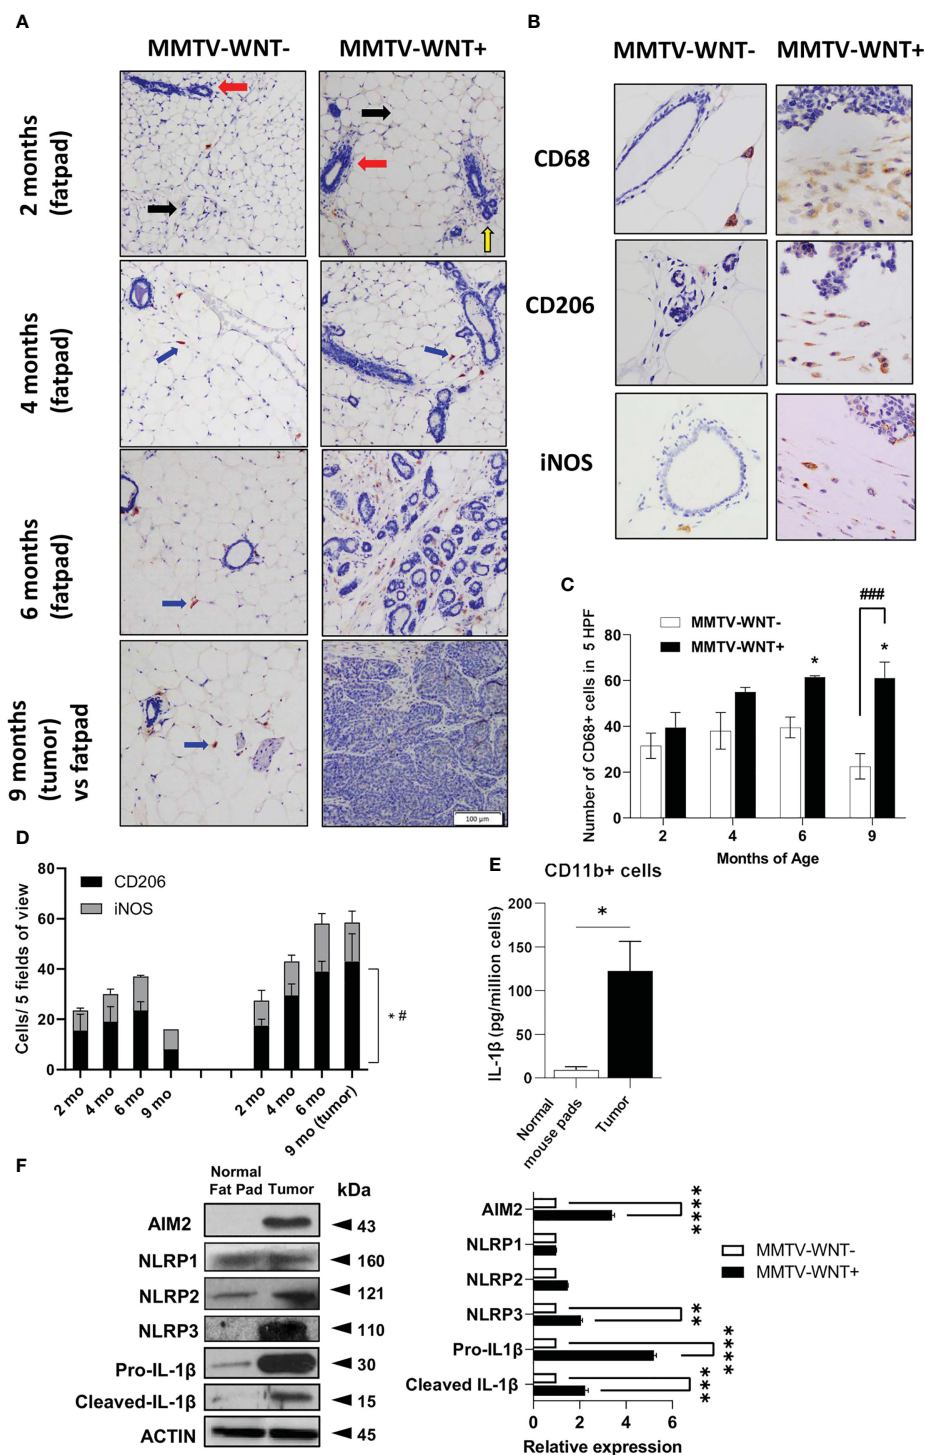 A
MMTV-WNT-
MMTV-WNT+
2 months
(fatpad)
4 months
(fatpad)
6 months
(fatpad)
9 months
(tumor)
vs fatpad
100 µm
B
MMTV-WNT-
MMTV-WNT+
CD68
CD206
iNOS
C
Number of CD68+ cells in 5 HPF
80
60
40
20
0
MMTV-WNT-
MMTV-WNT+
*
###
*
2
4
6
9
Months of Age
D
Cells/ 5 fields of view
80
60
40
20
0
CD206
iNOS
* #
2 mo
4 mo
6 mo
9 mo
2 mo
4 mo
6 mo
9 mo (tumor)
E
CD11b+ cells
IL-1β (pg/million cells)
200
150
100
50
0
*
Normal
mouse pads
Tumor
F
Normal
Fat Pad
Tumor
kDa
AIM2
43
NLRP1
160
NLRP2
121
NLRP3
110
Pro-IL-1β
30
Cleaved-IL-1β
15
ACTIN
45
AIM2
****
NLRP1
NLRP2
NLRP3
**
Pro-IL1β
****
Cleaved IL-1β
***
MMTV-WNT-
MMTV-WNT+
0
2
4
6
Relative expression